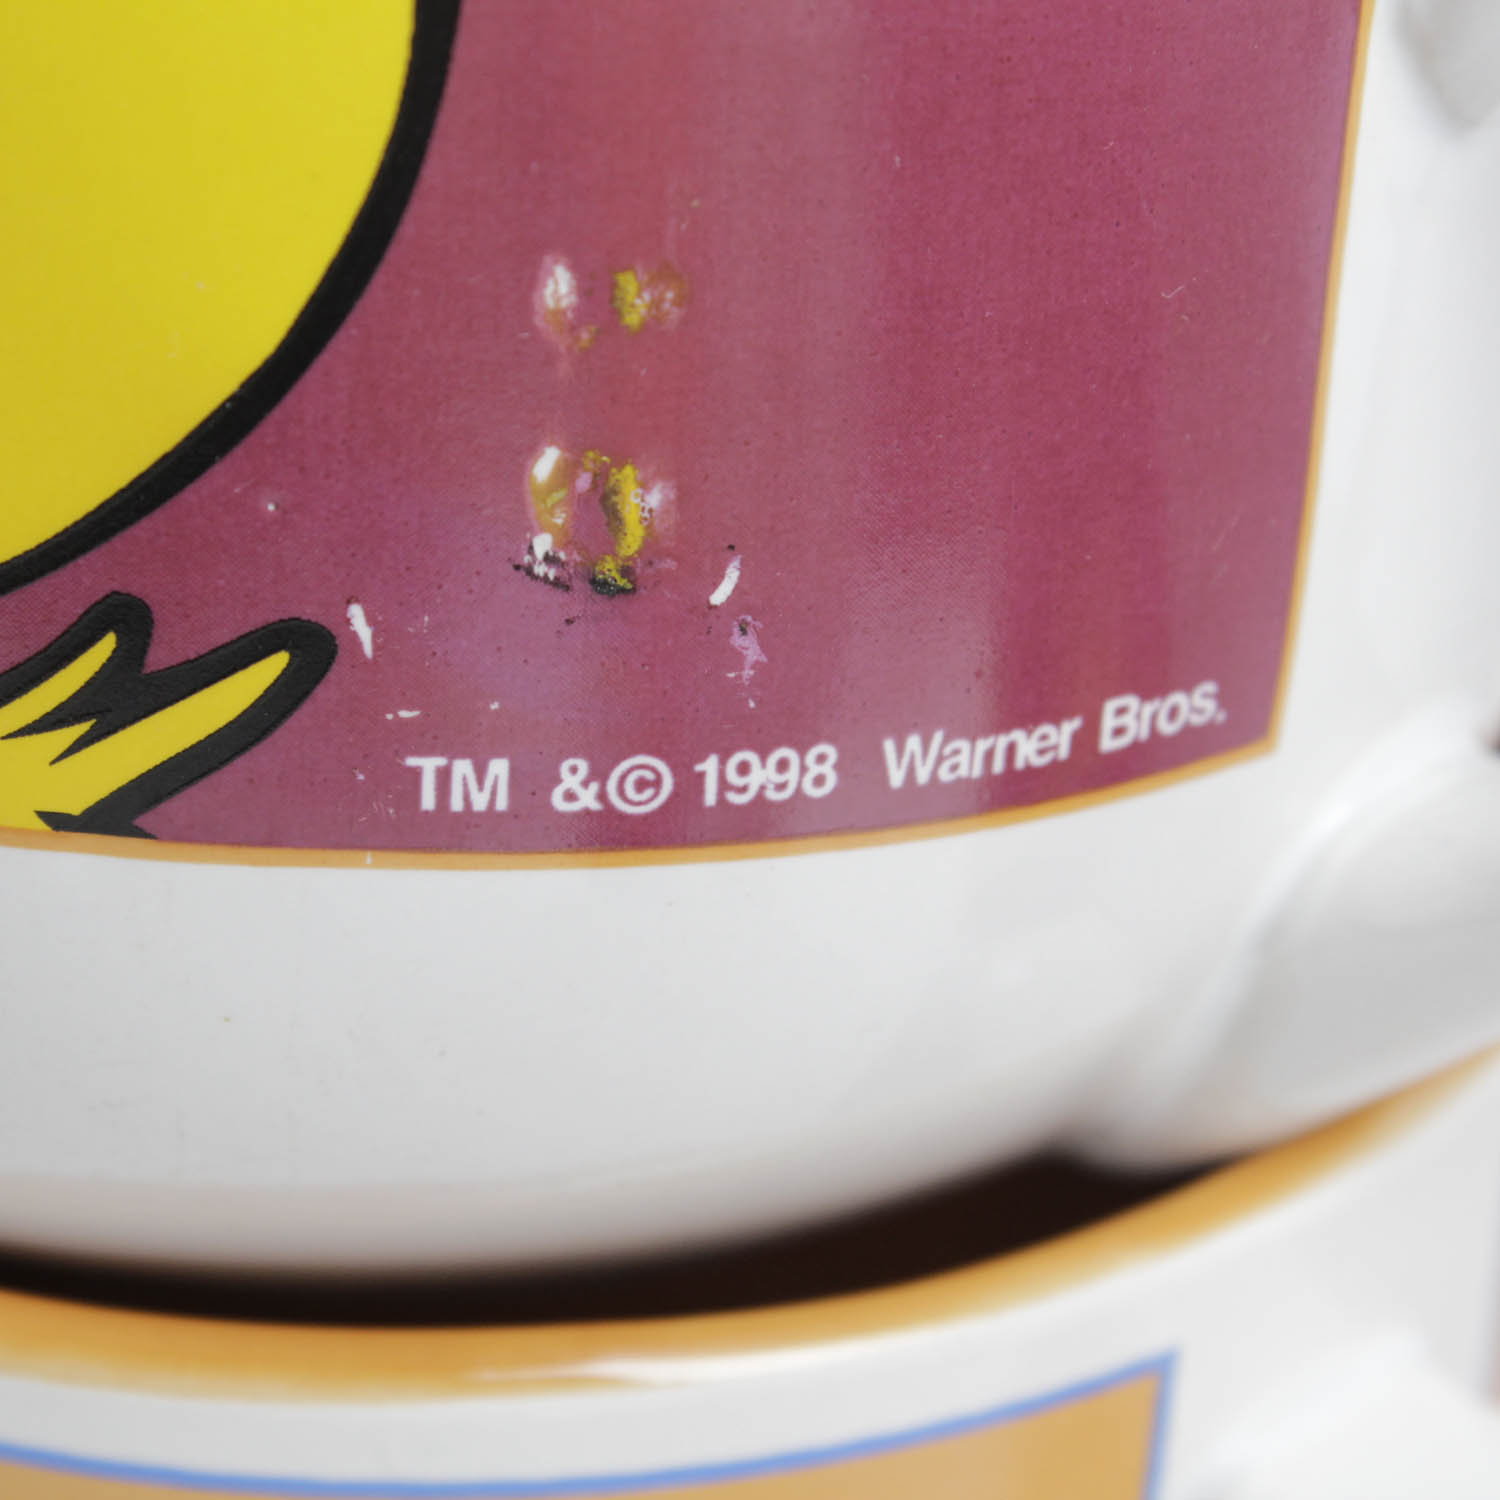 TM &© 1998 Warner Bros.